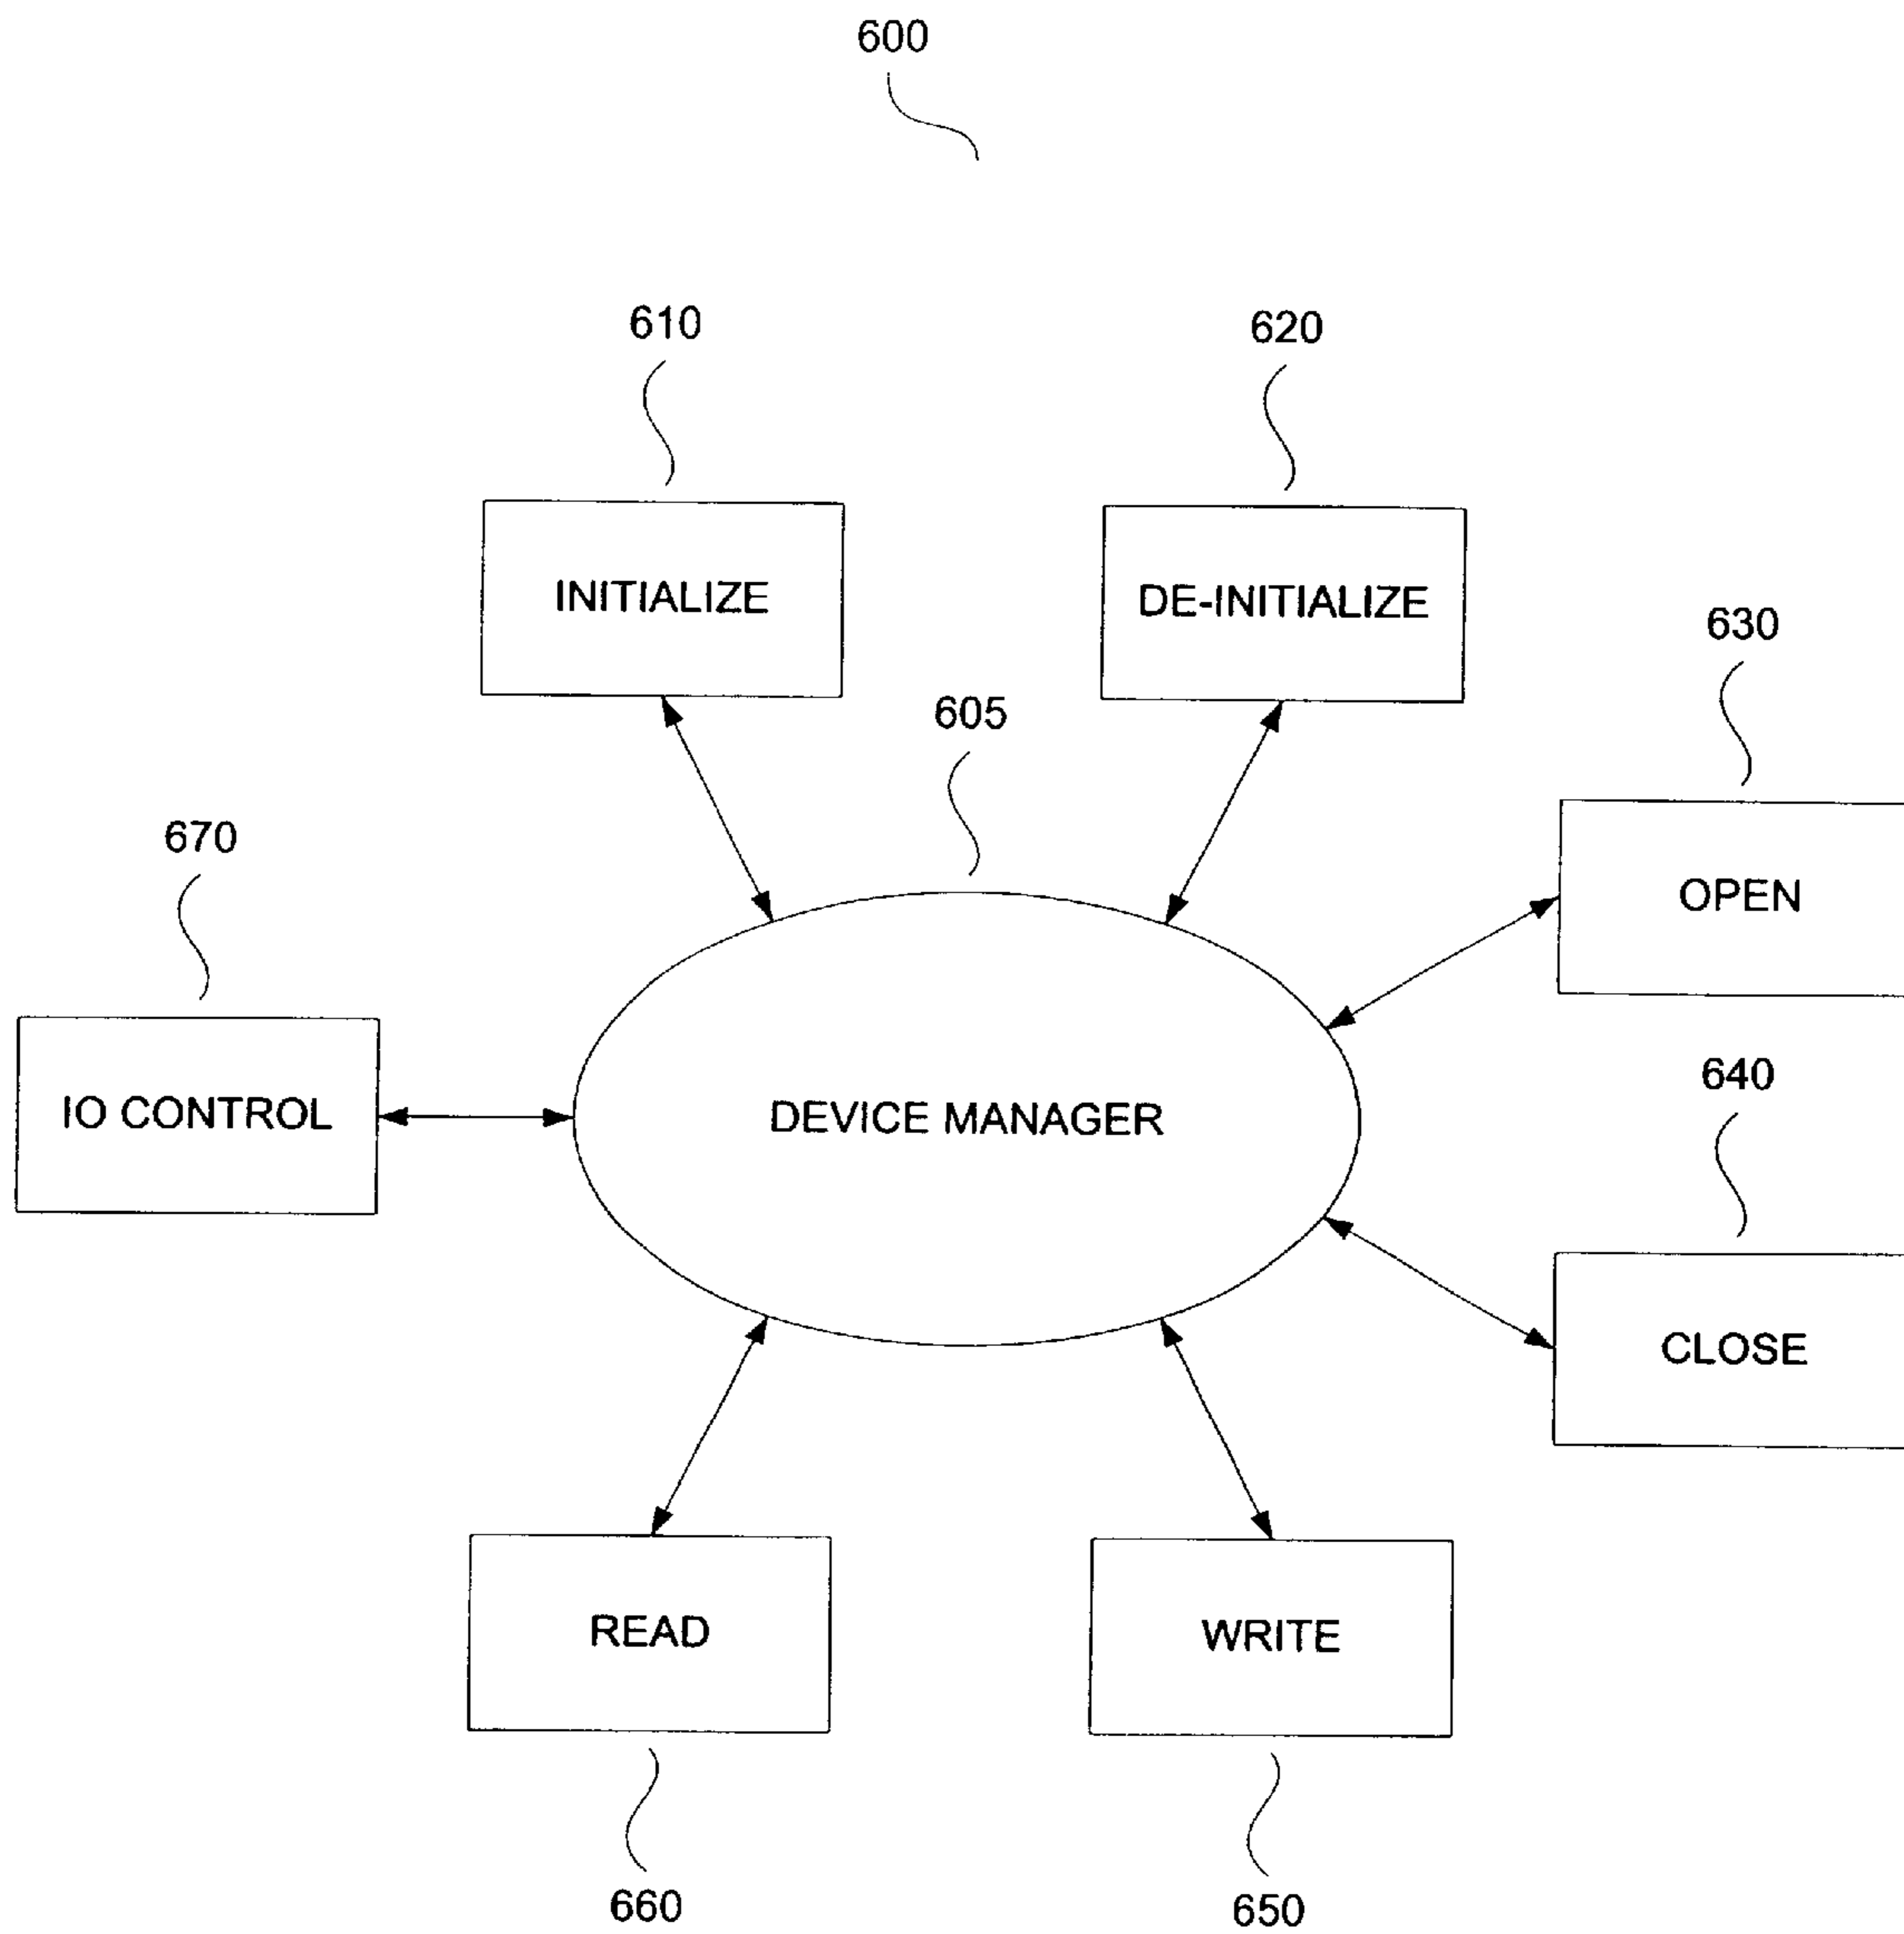 600
610
620
INITIALIZE
DE-INITIALIZE
630
605
670
OPEN
IO CONTROL
DEVICE MANAGER
640
CLOSE
READ
WRITE
660
650